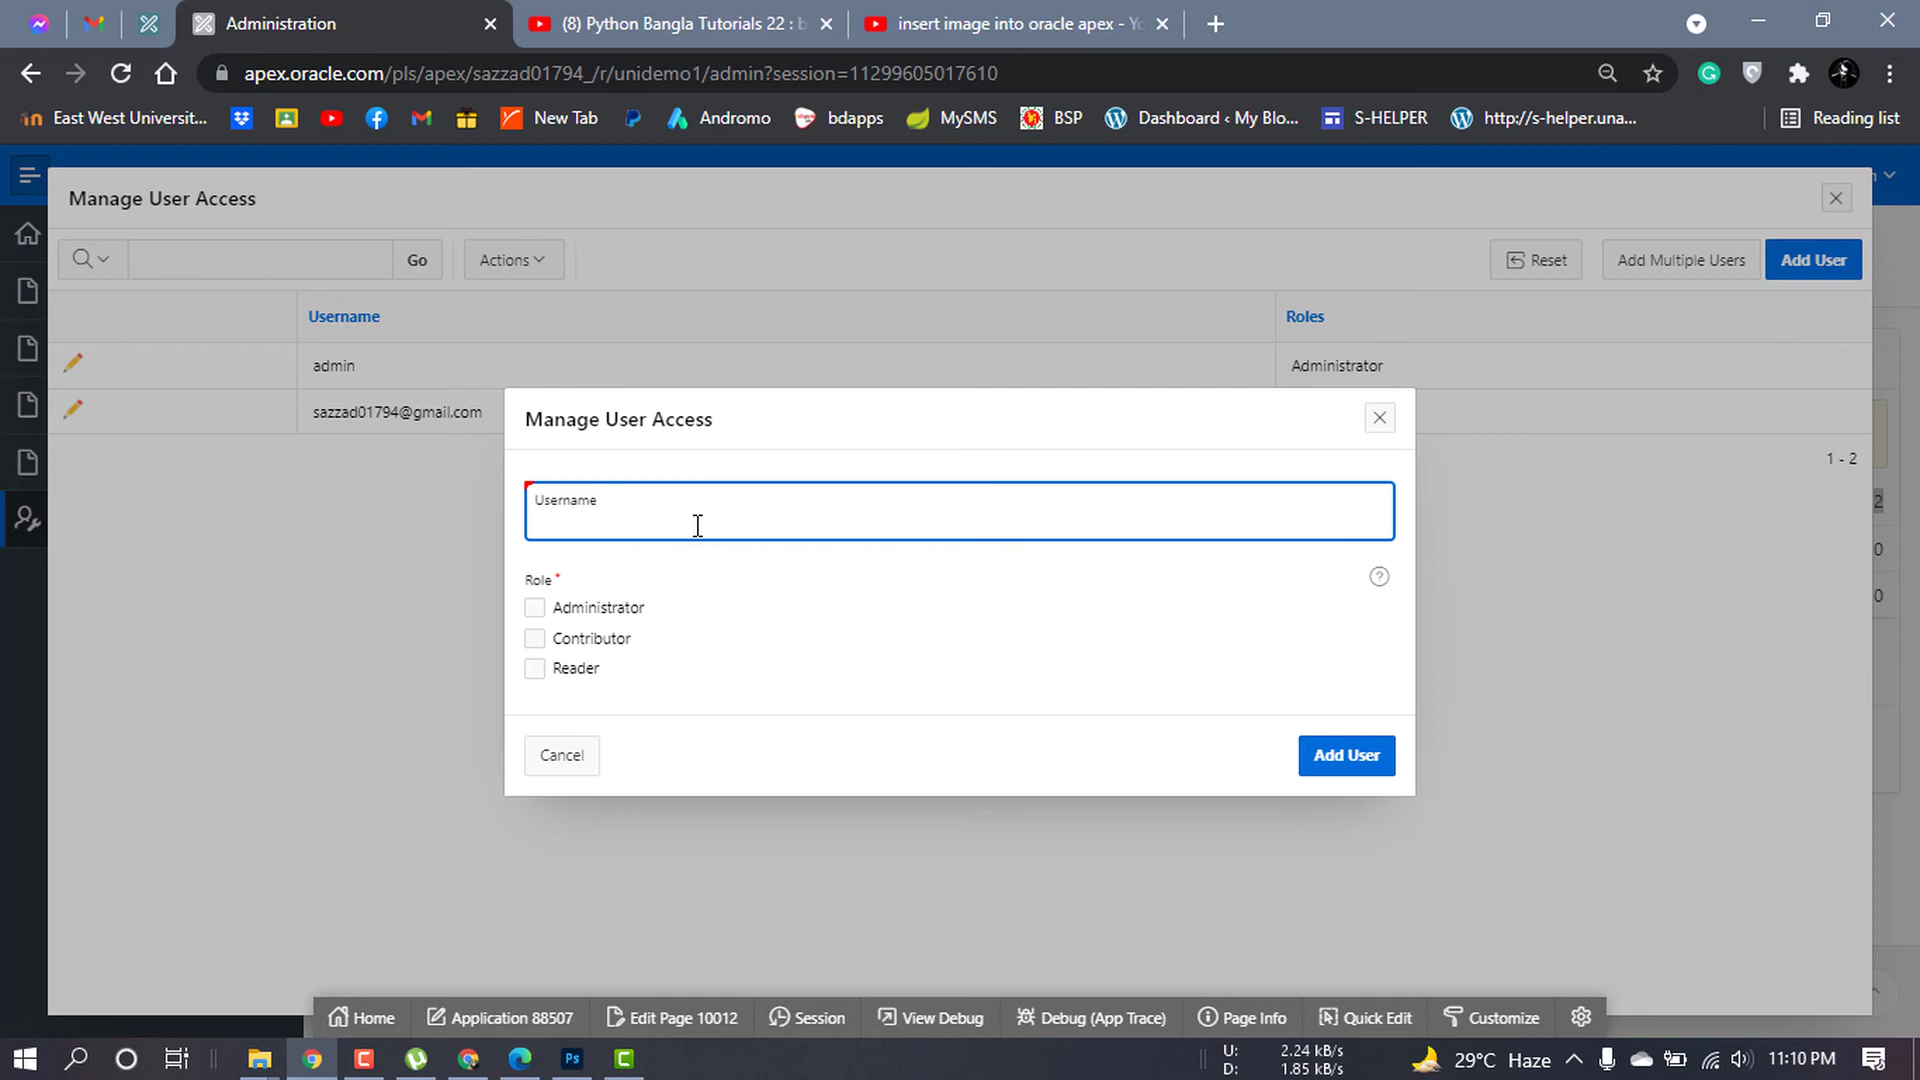 Administration
(8) Python Bangla Tutorials 22 : b
insert image into oracle apex - Yo
apex.oracle.com/pls/apex/sazzad01794_/r/unidemo1/admin?session=11299605017610
East West Universit...
New Tab
Andromo
bdapps
MySMS
BSP
Dashboard ‹ My Blo...
S-HELPER
http://s-helper.una...
Reading list
Manage User Access
Go
Actions
Reset
Add Multiple Users
Add User
Username
Roles
admin
Administrator
sazzad01794@gmail.com
Manage User Access
1 - 2
Username
2
0
Role *
?
Administrator
0
Contributor
Reader
Cancel
Add User
Home
Application 88507
Edit Page 10012
Session
View Debug
Debug (App Trace)
Page Info
Quick Edit
Customize
U: 2.24 kB/s
D: 1.85 kB/s
29°C Haze
11:10 PM